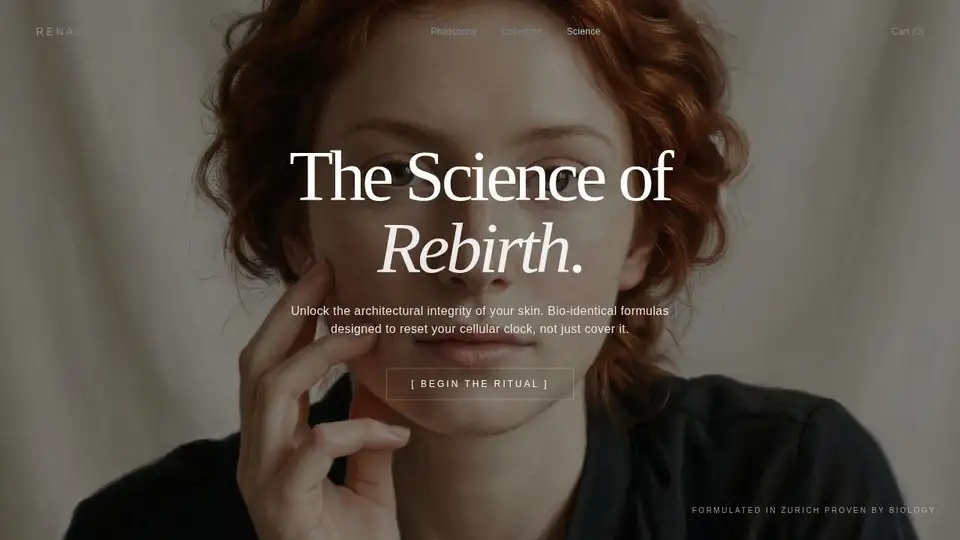 Philosophy Collection Science
Cart (0)
The Science of
Rebirth.
Unlock the architectural integrity of your skin. Bio-identical formulas
designed to reset your cellular clock, not just cover it.
[ BEGIN THE RITUAL ]
FORMULATED IN ZURICH PROVEN BY BIOLOGY